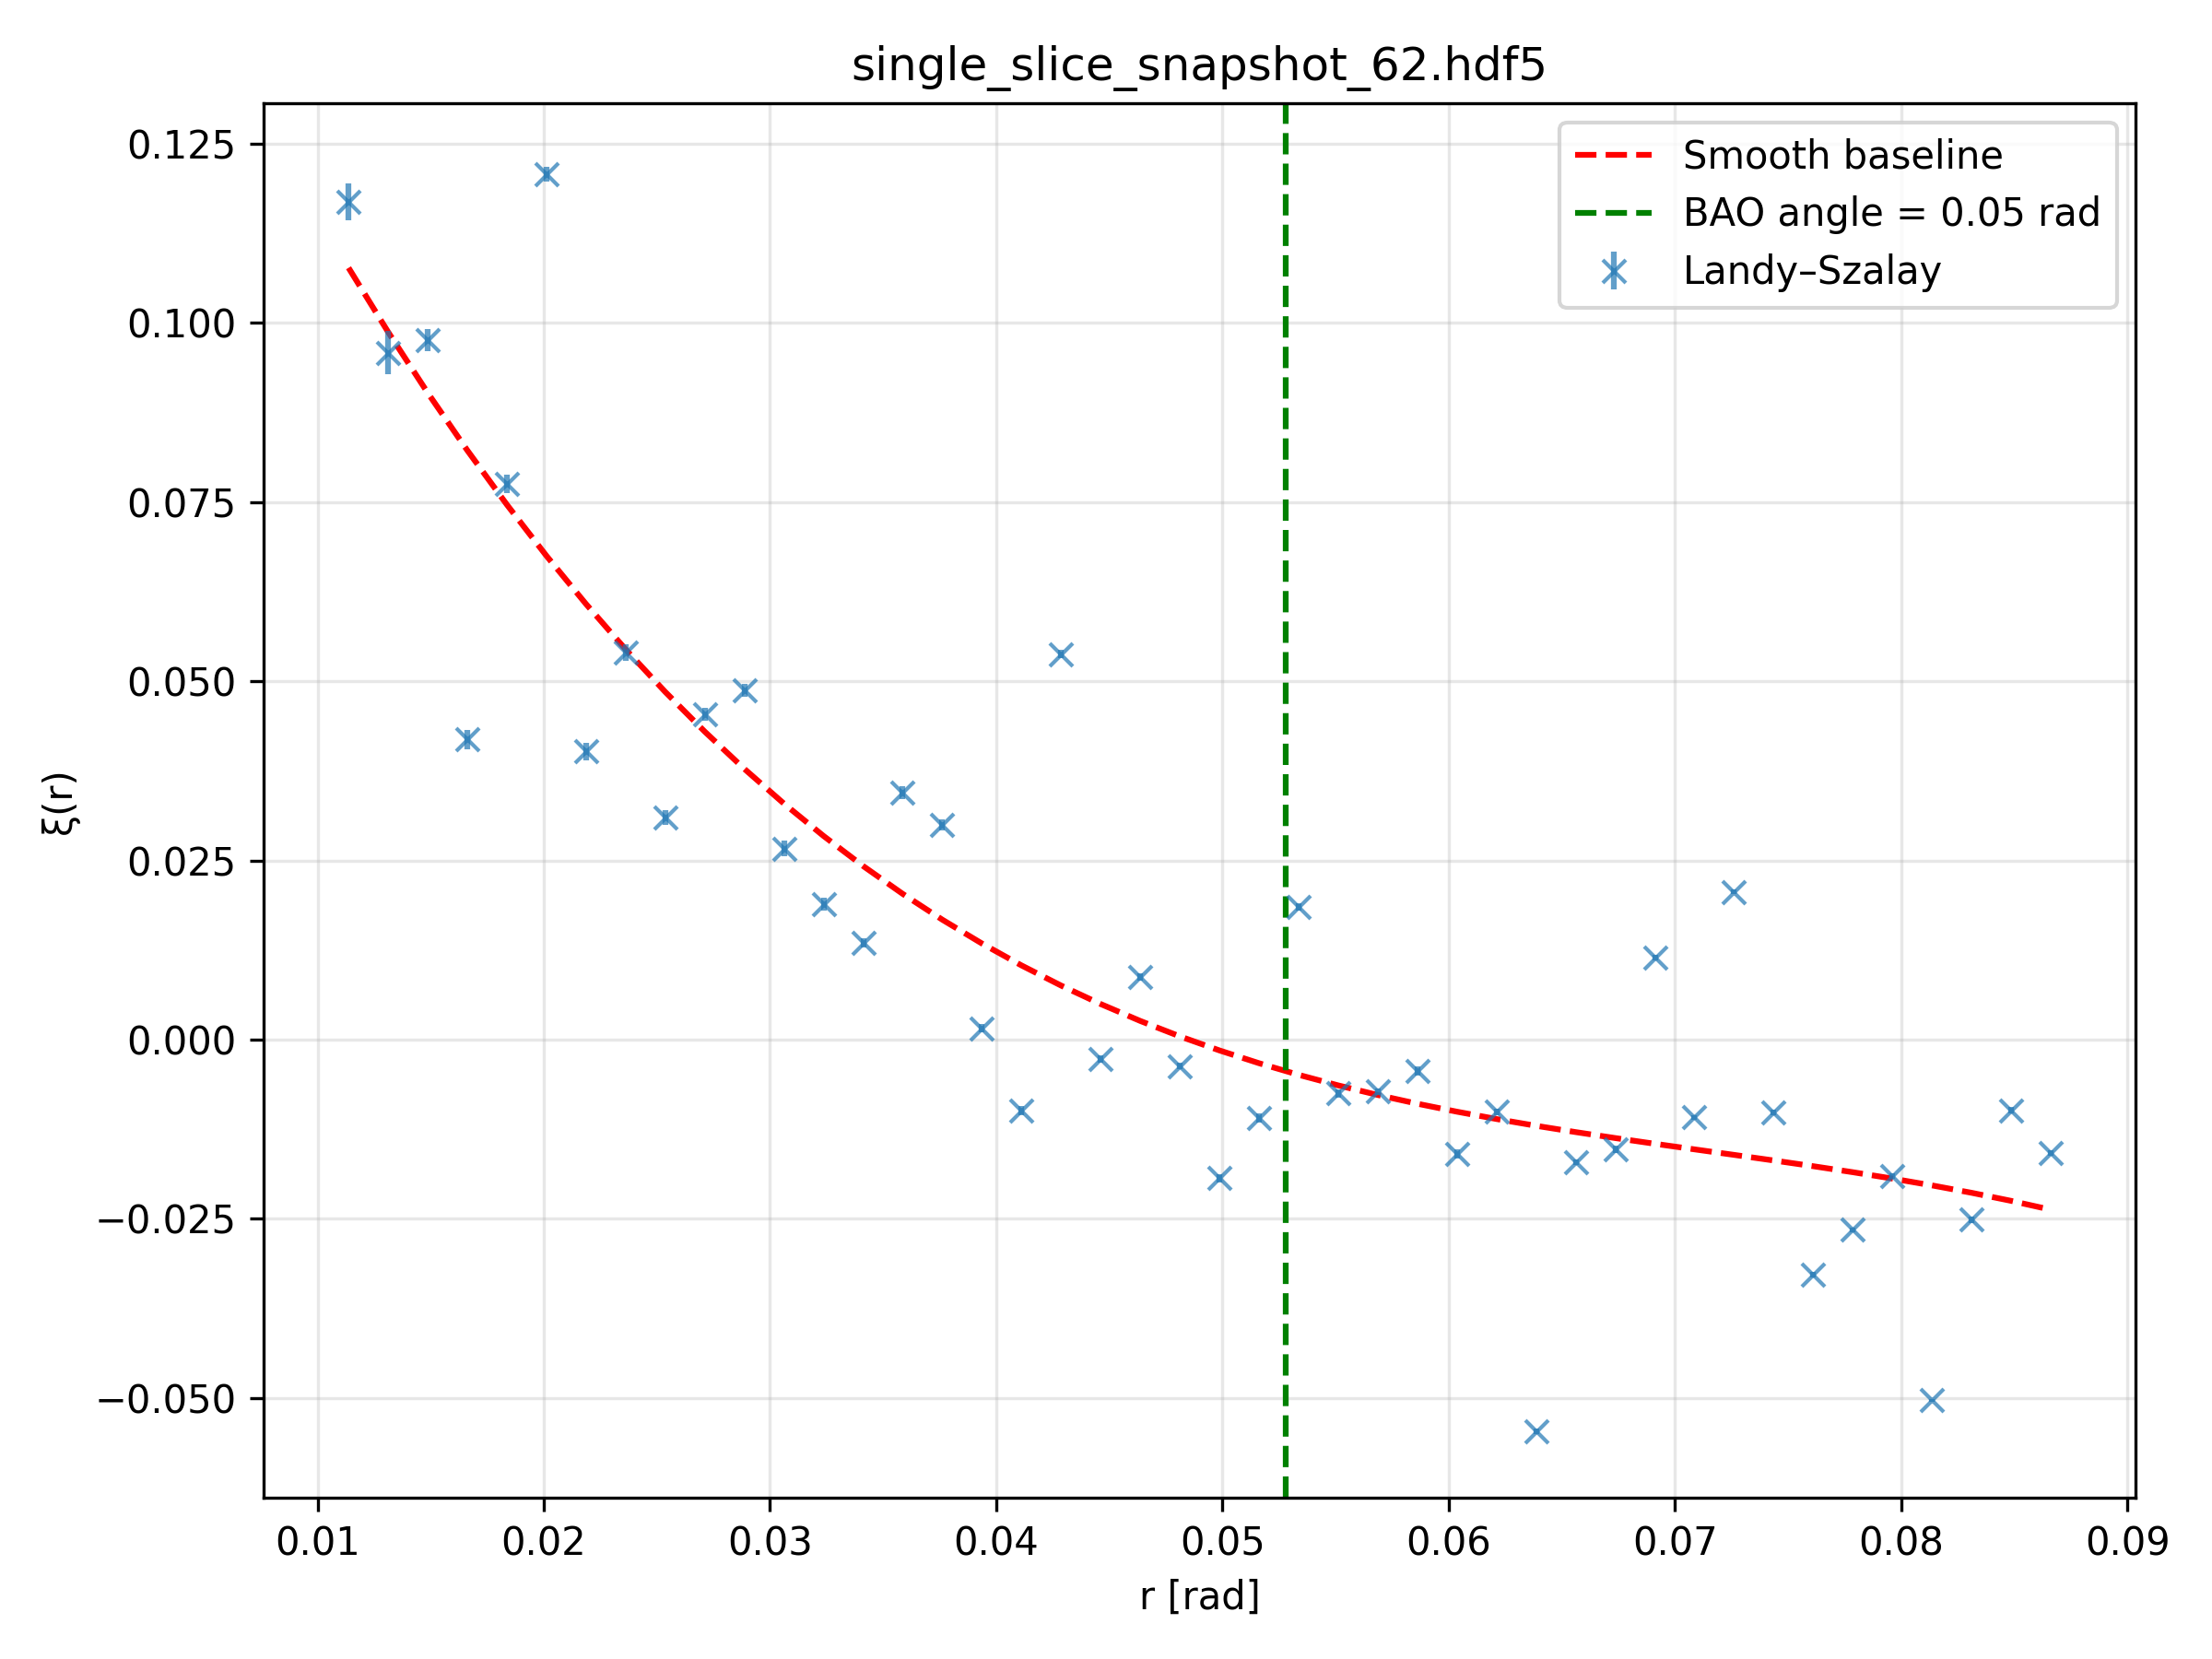 single_slice_snapshot_62.hdf5
Smooth baseline
BAO angle = 0.05 rad
Landy–Szalay
0.125
0.100
0.075
0.050
0.025
0.000
−0.025
−0.050
ξ(r)
0.01 0.02 0.03 0.04 0.05 0.06 0.07 0.08 0.09
r [rad]